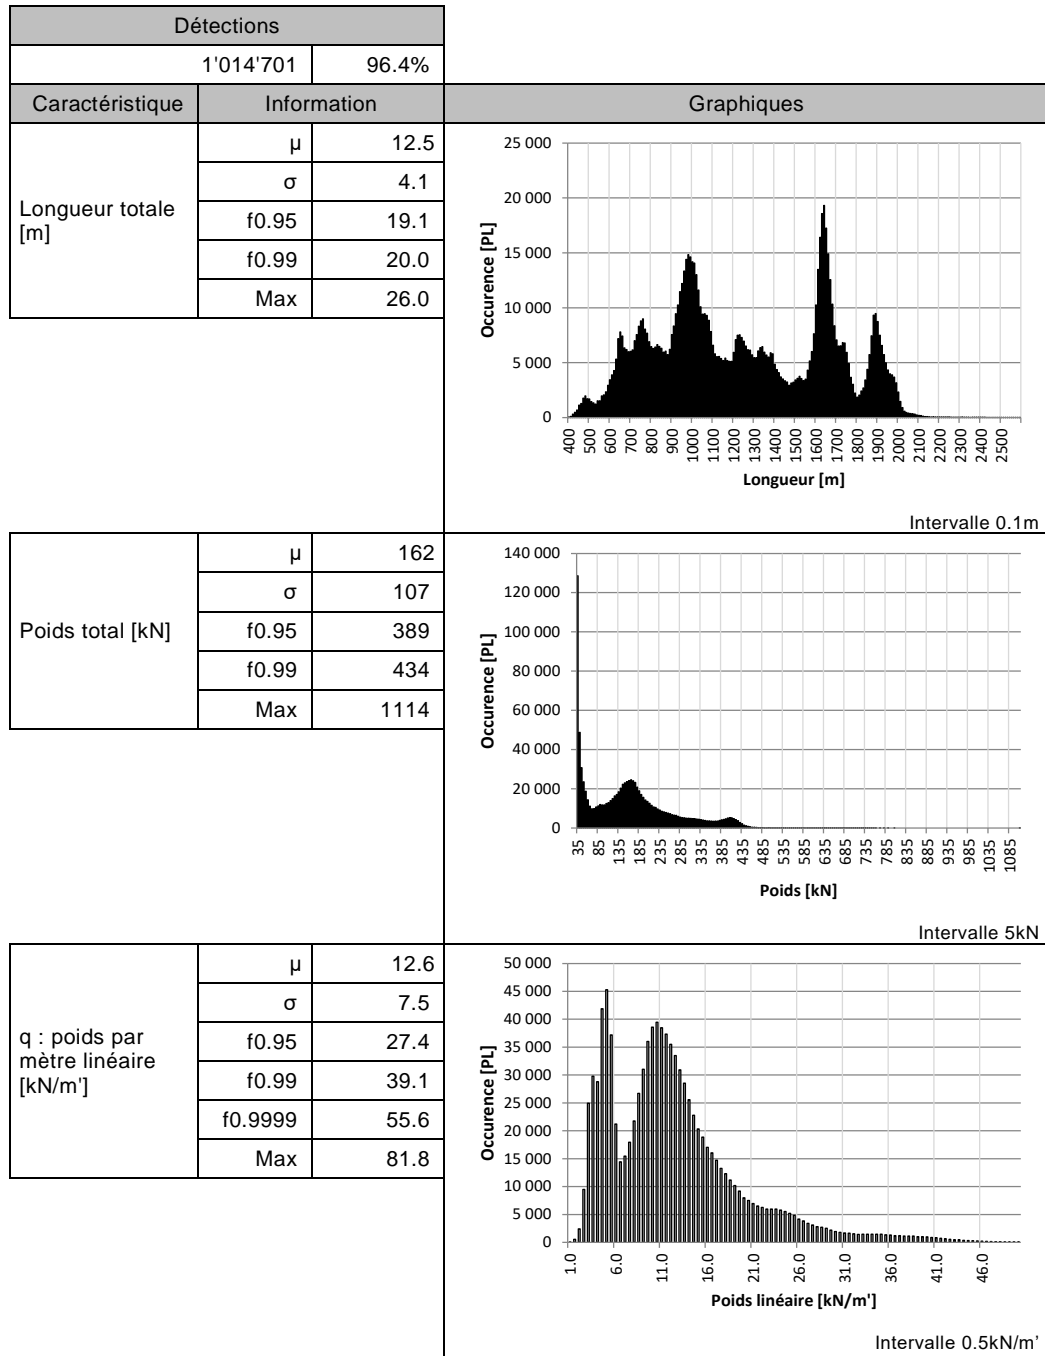 Détections
1'014'701 96.4%
Caractéristique Information Graphiques
Longueur totale
[m]
µ 12.5
σ 4.1
f0.95 19.1
f0.99 20.0
Max 26.0
Occurence [PL]
25 000
20 000
15 000
10 000
5 000
0
400 500 600 700 800 900 1000 1100 1200 1300 1400 1500 1600 1700 1800 1900 2000 2100 2200 2300 2400 2500
Longueur [m]
Intervalle 0.1m
Poids total [kN]
µ 162
σ 107
f0.95 389
f0.99 434
Max 1114
Occurence [PL]
140 000
120 000
100 000
80 000
60 000
40 000
20 000
0
35 85 135 185 235 285 335 385 435 485 535 585 635 685 735 785 835 885 935 985 1035 1085
Poids [kN]
Intervalle 5kN
q : poids par
mètre linéaire
[kN/m']
µ 12.6
σ 7.5
f0.95 27.4
f0.99 39.1
f0.9999 55.6
Max 81.8
Occurence [PL]
50 000
45 000
40 000
35 000
30 000
25 000
20 000
15 000
10 000
5 000
0
1.0 6.0 11.0 16.0 21.0 26.0 31.0 36.0 41.0 46.0
Poids linéaire [kN/m']
Intervalle 0.5kN/m’